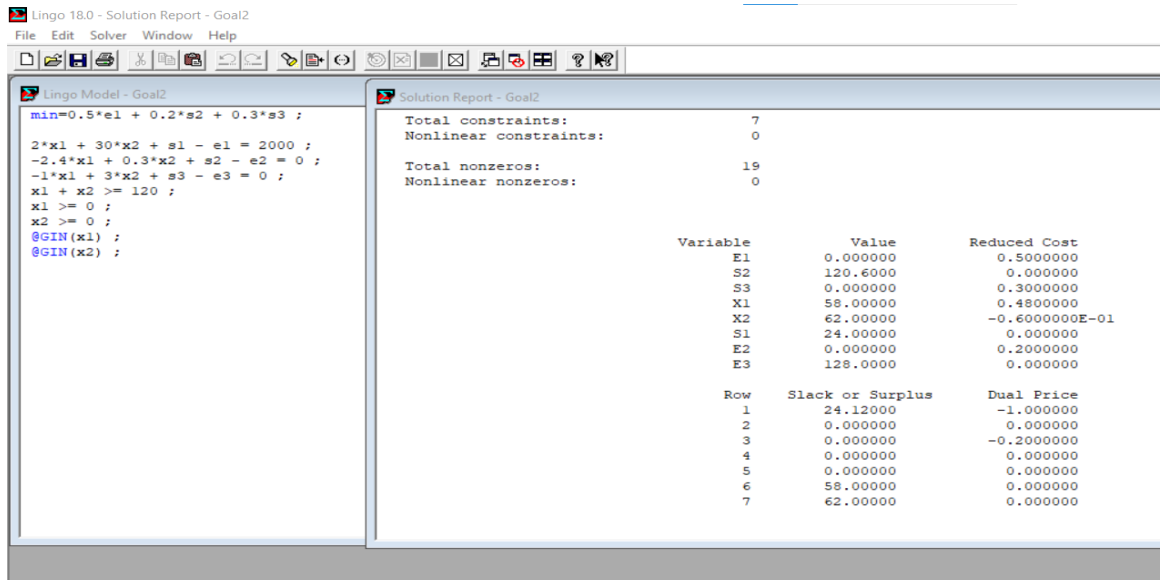 Lingo 18.0 - Solution Report - Goal2
File Edit Solver Window Help
Lingo Model - Goal2
min=0.5*e1 + 0.2*s2 + 0.3*s3 ;
2*x1 + 30*x2 + s1 - e1 = 2000 ;
-2.4*x1 + 0.3*x2 + s2 - e2 = 0 ;
-1*x1 + 3*x2 + s3 - e3 = 0 ;
x1 + x2 >= 120 ;
x1 >= 0 ;
x2 >= 0 ;
@GIN(x1) ;
@GIN(x2) ;
Solution Report - Goal2
Total constraints: 7
Nonlinear constraints: 0
Total nonzeros: 19
Nonlinear nonzeros: 0
Variable Value Reduced Cost
E1 0.000000 0.5000000
S2 120.6000 0.000000
S3 0.000000 0.3000000
X1 58.00000 0.4800000
X2 62.00000 -0.6000000E-01
S1 24.00000 0.000000
E2 0.000000 0.2000000
E3 128.0000 0.000000
Row Slack or Surplus Dual Price
1 24.12000 -1.000000
2 0.000000 0.000000
3 0.000000 -0.2000000
4 0.000000 0.000000
5 0.000000 0.000000
6 58.00000 0.000000
7 62.00000 0.000000